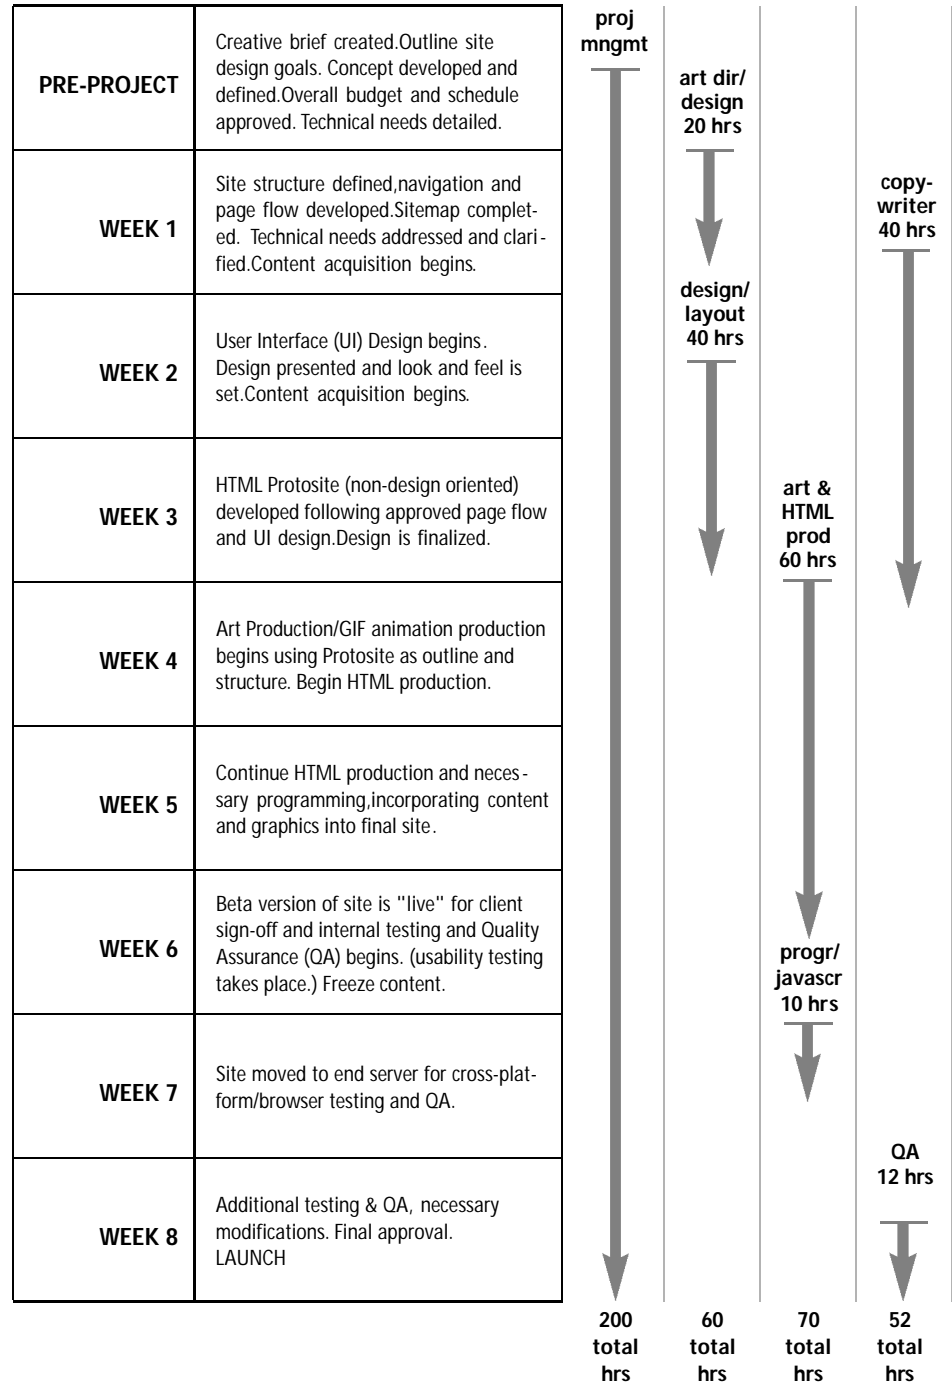 PRE-PROJECT
Creative brief created.Outline site
design goals. Concept developed and
defined.Overall budget and schedule
approved. Technical needs detailed.
WEEK 1
Site structure defined,navigation and
page flow developed.Sitemap complet-
ed. Technical needs addressed and clari-
fied.Content acquisition begins.
WEEK 2
User Interface (UI) Design begins.
Design presented and look and feel is
set.Content acquisition begins.
WEEK 3
HTML Protosite (non-design oriented)
developed following approved page flow
and UI design.Design is finalized.
WEEK 4
Art Production/GIF animation production
begins using Protosite as outline and
structure. Begin HTML production.
WEEK 5
Continue HTML production and neces-
sary programming,incorporating content
and graphics into final site.
WEEK 6
Beta version of site is "live" for client
sign-off and internal testing and Quality
Assurance (QA) begins. (usability testing
takes place.) Freeze content.
WEEK 7
Site moved to end server for cross-plat-
form/browser testing and QA.
WEEK 8
Additional testing & QA, necessary
modifications. Final approval.
LAUNCH
proj
mngmt
200
total
hrs
art dir/
design
20 hrs
design/
layout
40 hrs
60
total
hrs
art &
HTML
prod
60 hrs
progr/
javascr
10 hrs
70
total
hrs
copy-
writer
40 hrs
QA
12 hrs
52
total
hrs